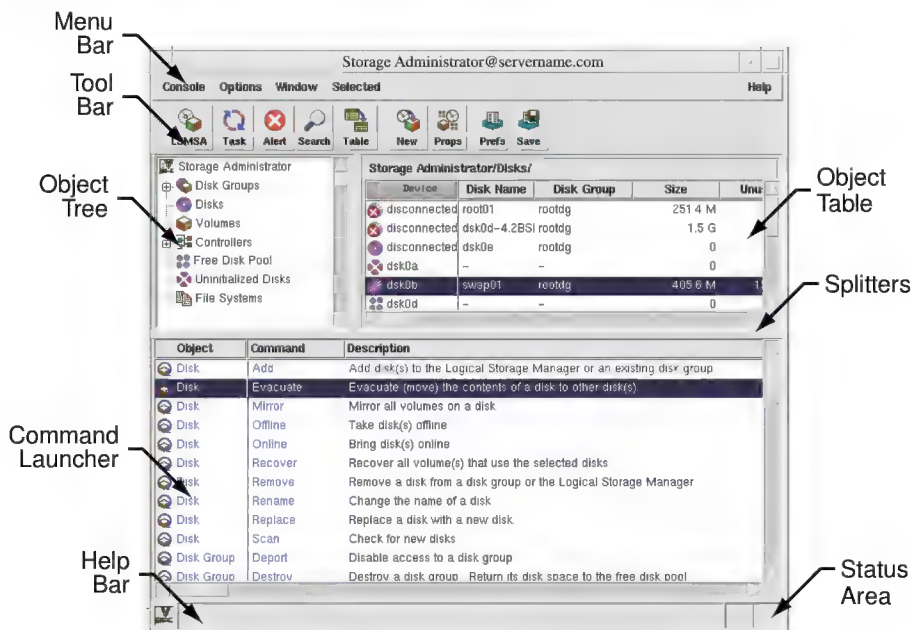 Menu
Bar
Storage Administrator@servername.com
Console Options Window Selected Help
Tool
Bar
LSMSA Task Alert Search Table New Props Prefs Save
Object
Tree
Storage Administrator
Disk Groups
Disks
Volumes
Controllers
Free Disk Pool
Uninitialized Disks
File Systems
Storage Administrator/Disks/
Device Disk Name Disk Group Size Unu
disconnected root01 rootdg 251.4 M
disconnected dsk0d-4.2BSI rootdg 1.5 G
disconnected dsk0e rootdg 0
dsk0a - - 0
dsk0b swap01 rootdg 405.6 M 1
dsk0d - - 0
Object
Table
Splitters
Object Command Description
Disk Add Add disk(s) to the Logical Storage Manager or an existing disk group
Disk Evacuate Evacuate (move) the contents of a disk to other disk(s)
Disk Mirror Mirror all volumes on a disk
Disk Offline Take disk(s) offline
Disk Online Bring disk(s) online
Disk Recover Recover all volume(s) that use the selected disks
Disk Remove Remove a disk from a disk group or the Logical Storage Manager
Disk Rename Change the name of a disk
Disk Replace Replace a disk with a new disk
Disk Scan Check for new disks
Disk Group Deport Disable access to a disk group
Disk Group Destroy Destroy a disk group Return its disk space to the free disk pool
Command
Launcher
Help
Bar
Status
Area